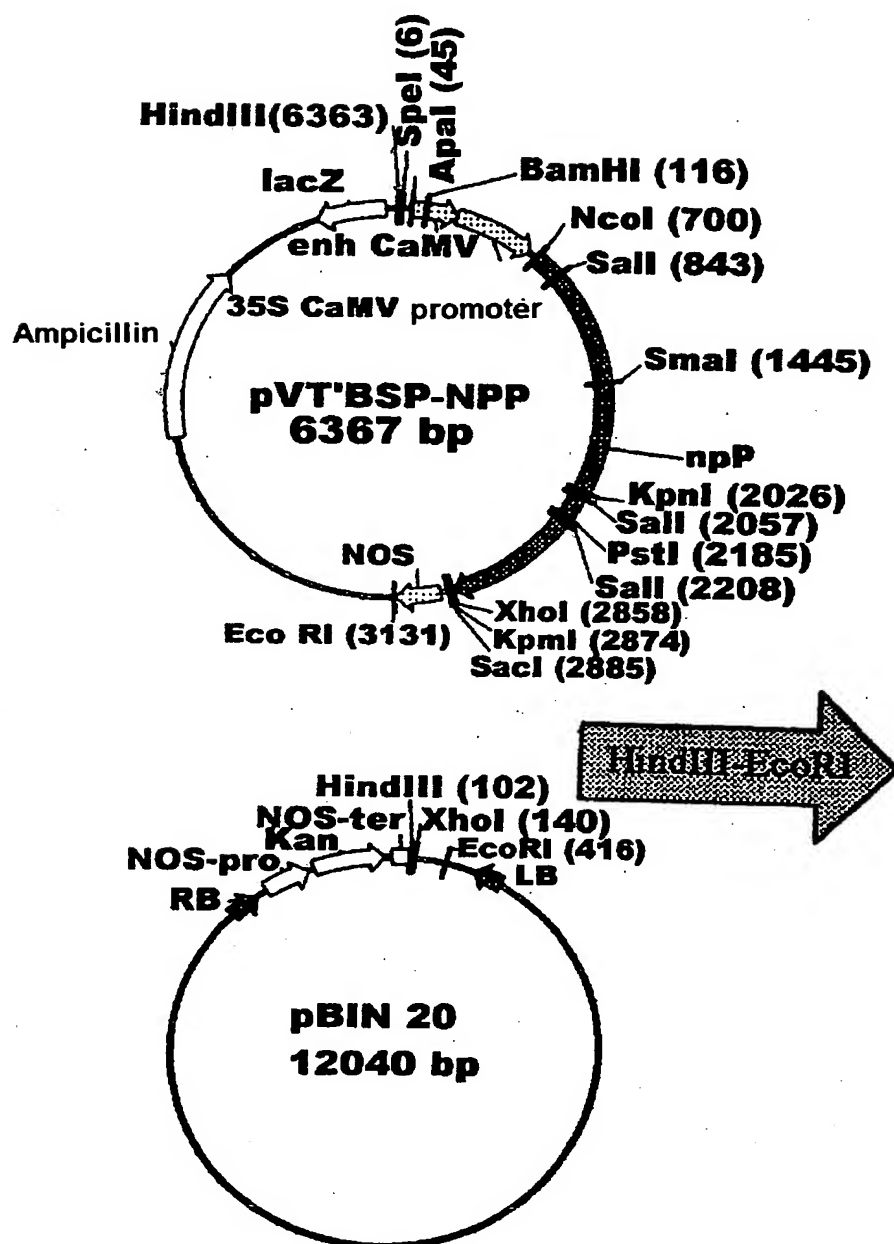 HindIII(6363)
SpeI (6)
ApaI (45)
BamHI (116)
lacZ
NcoI (700)
enh CaMV
SalI (843)
35S CaMV promoter
Ampicillin
SmaI (1445)
pVT'BSP-NPP
6367 bp
npP
KpnI (2026)
SalI (2057)
NOS
PstI (2185)
SalI (2208)
XhoI (2858)
Eco RI (3131)
KpmI (2874)
SacI (2885)
HindIII-EcoRI
HindIII (102)
NOS-ter
XhoI (140)
Kan
EcoRI (416)
NOS-pro
LB
RB
pBIN 20
12040 bp